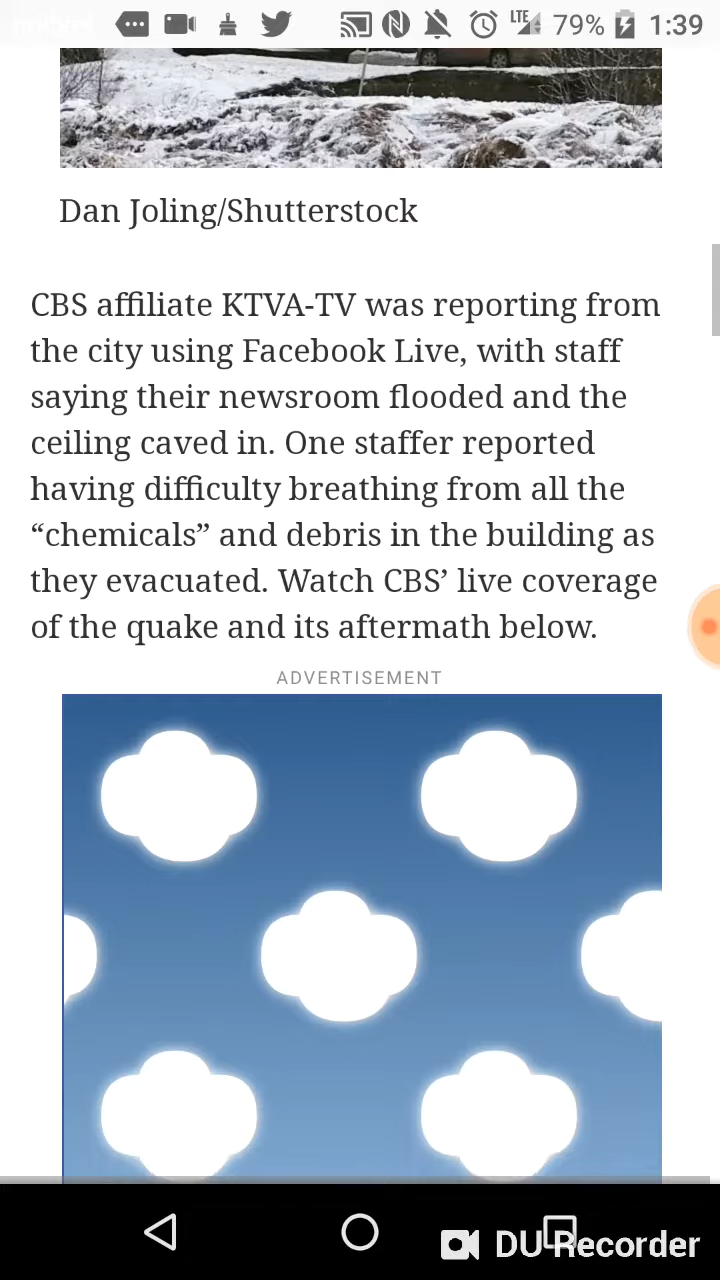 LTE 79% 1:39
Dan Joling/Shutterstock
CBS affiliate KTVA-TV was reporting from
the city using Facebook Live, with staff
saying their newsroom flooded and the
ceiling caved in. One staffer reported
having difficulty breathing from all the
“chemicals” and debris in the building as
they evacuated. Watch CBS’ live coverage
of the quake and its aftermath below.
ADVERTISEMENT
DU Recorder